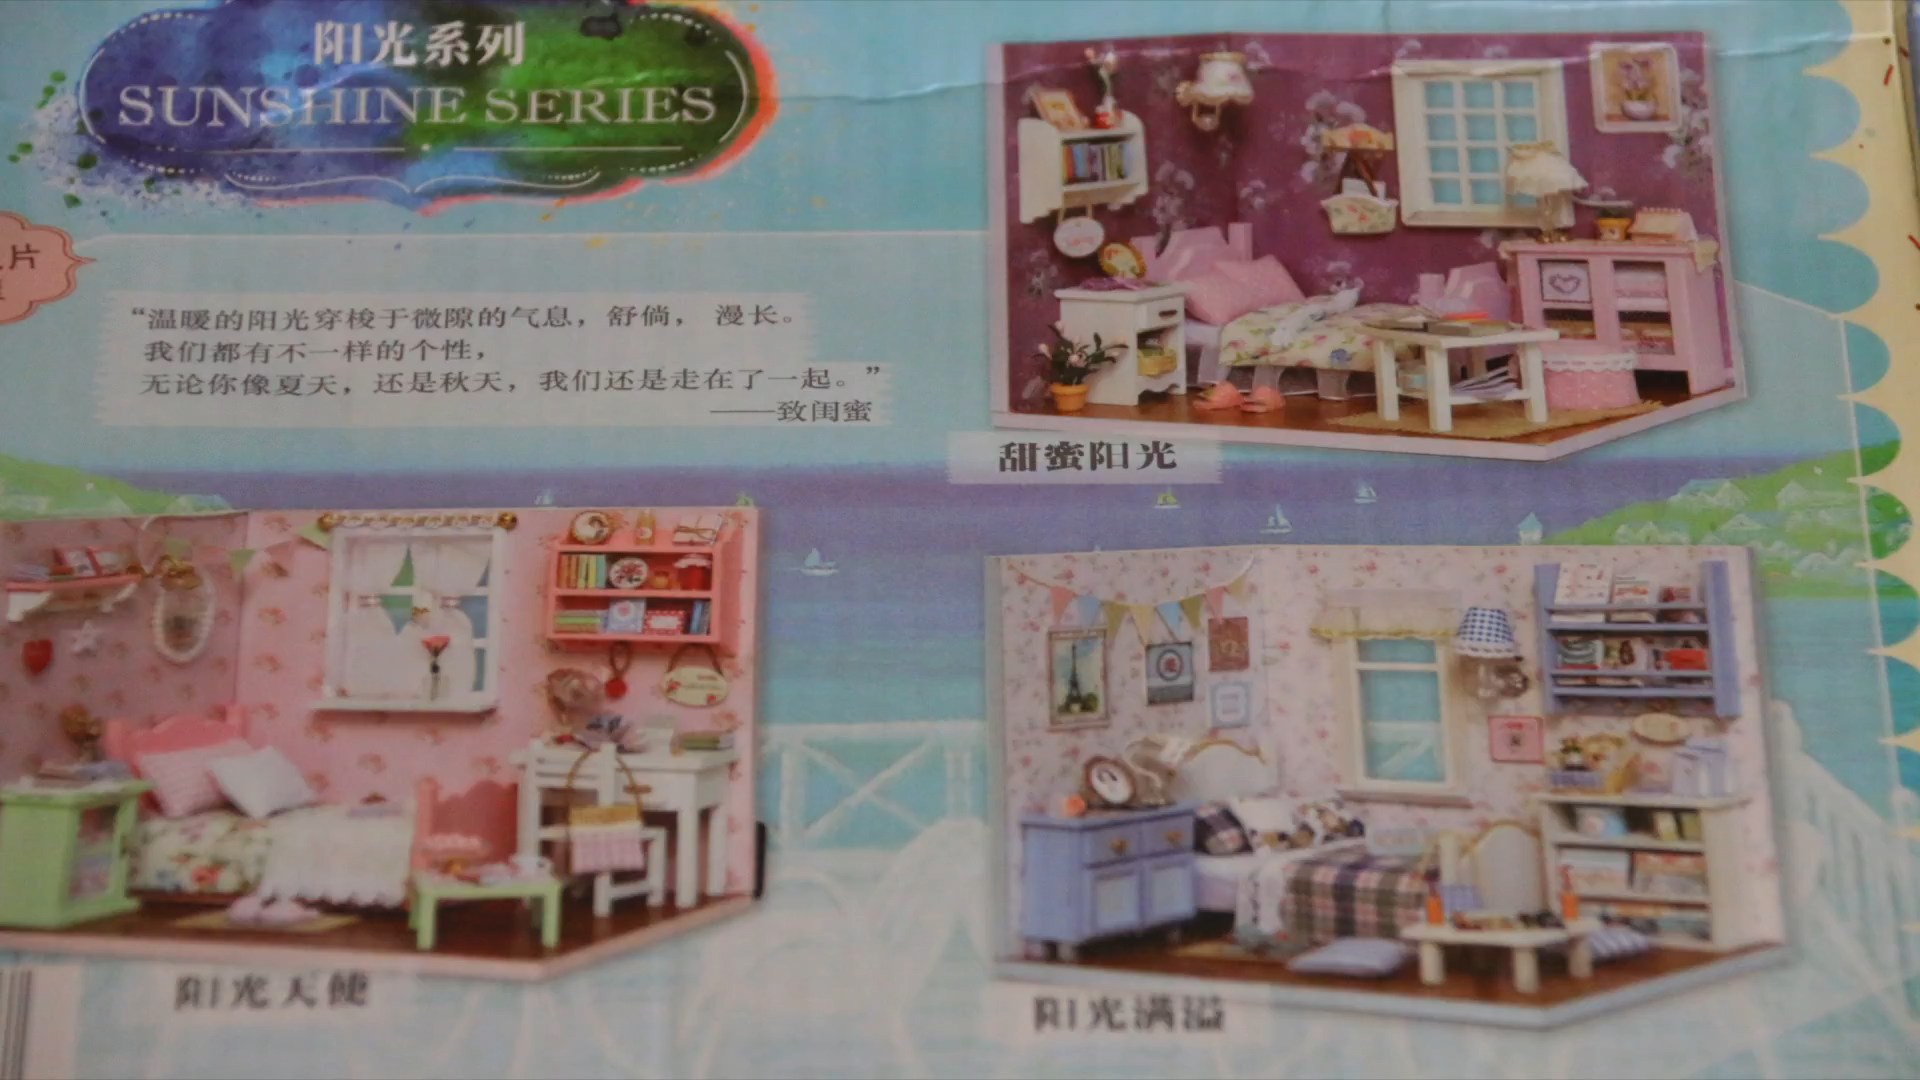 阳光系列
SUNSHINE SERIES
片
“温暖的阳光穿梭于微隙的气息，舒倘， 漫长。
我们都有不一样的个性，
无论你像夏天，还是秋天，我们还是走在了一起。”
——致闺蜜
甜蜜阳光
阳光天使
阳光满溢